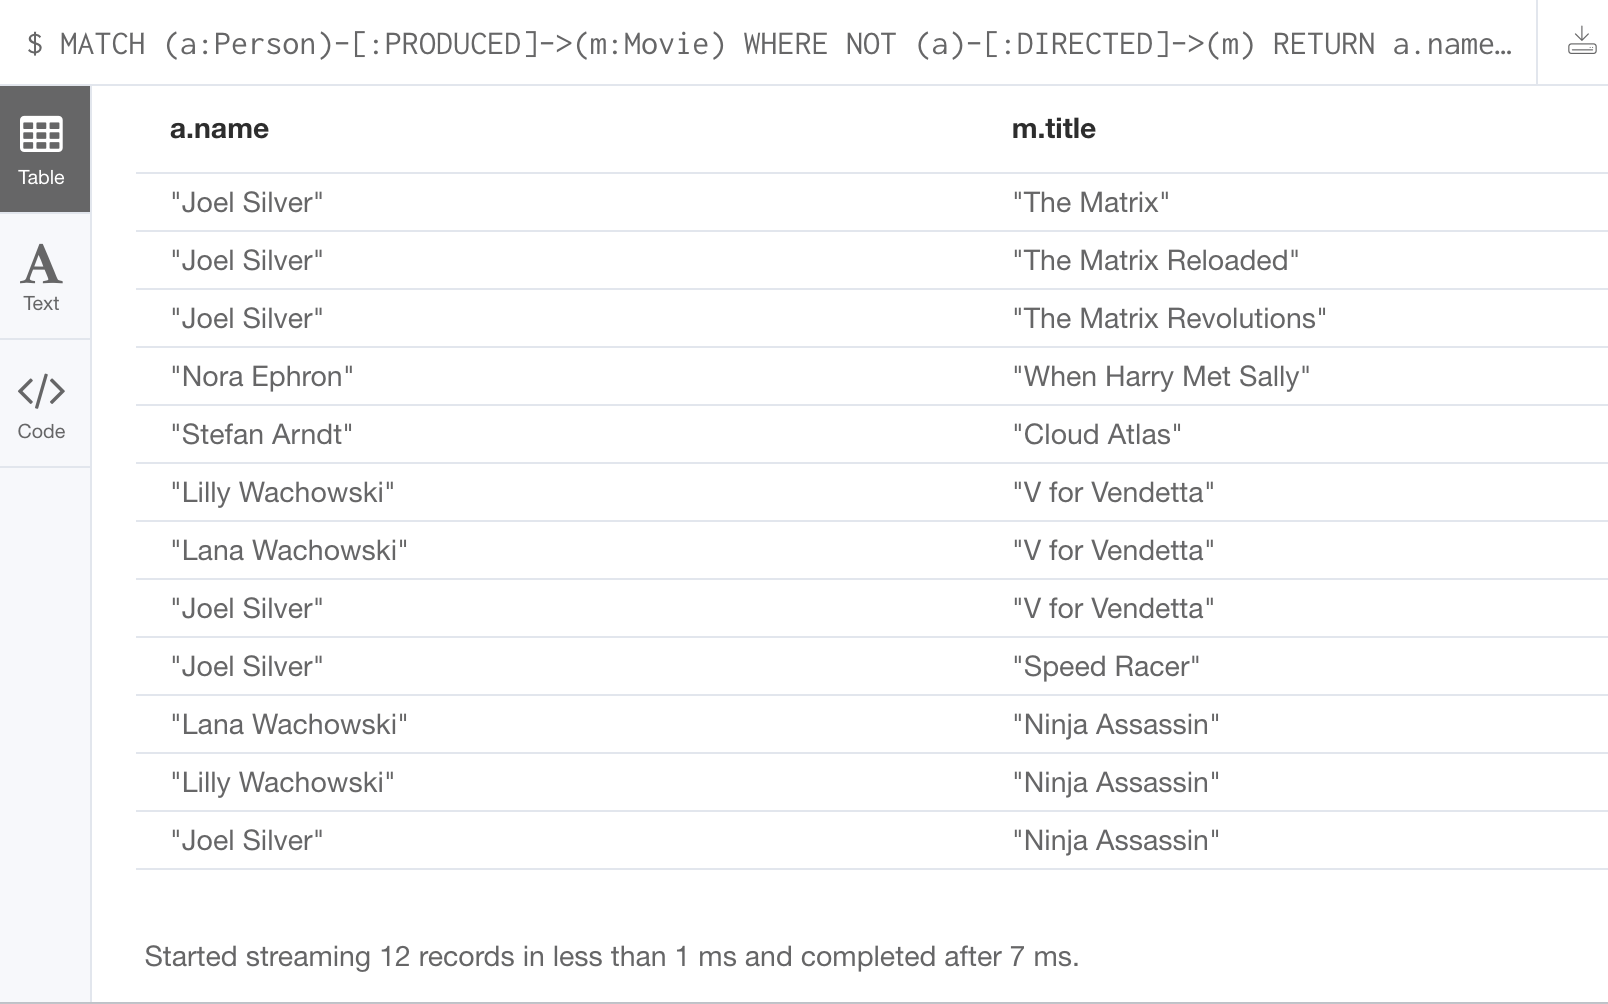 $ MATCH (a:Person)-[:PRODUCED]->(m:Movie) WHERE NOT (a)-[:DIRECTED]->(m) RETURN a.name…
Table
Text
Code
a.name m.title
"Joel Silver" "The Matrix"
"Joel Silver" "The Matrix Reloaded"
"Joel Silver" "The Matrix Revolutions"
"Nora Ephron" "When Harry Met Sally"
"Stefan Arndt" "Cloud Atlas"
"Lilly Wachowski" "V for Vendetta"
"Lana Wachowski" "V for Vendetta"
"Joel Silver" "V for Vendetta"
"Joel Silver" "Speed Racer"
"Lana Wachowski" "Ninja Assassin"
"Lilly Wachowski" "Ninja Assassin"
"Joel Silver" "Ninja Assassin"
Started streaming 12 records in less than 1 ms and completed after 7 ms.